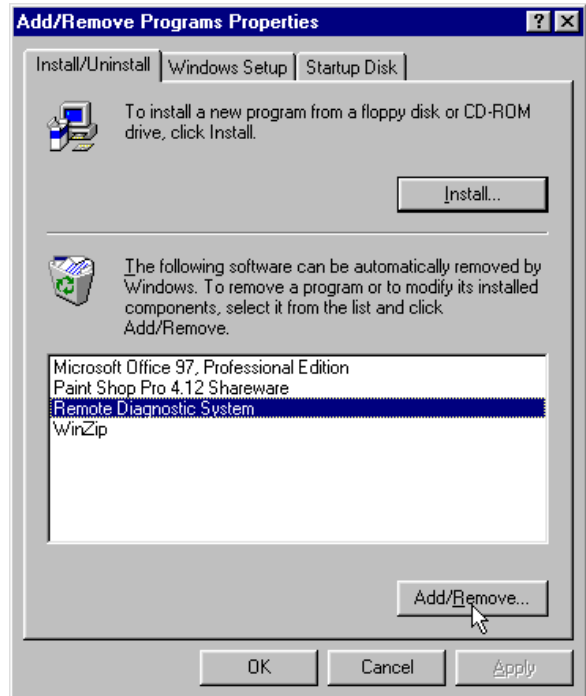 Add/Remove Programs Properties
Install/Uninstall Windows Setup Startup Disk
To install a new program from a floppy disk or CD-ROM
drive, click Install.
Install...
The following software can be automatically removed by
Windows. To remove a program or to modify its installed
components, select it from the list and click
Add/Remove.
Microsoft Office 97, Professional Edition
Paint Shop Pro 4.12 Shareware
Remote Diagnostic System
WinZip
Add/Remove...
OK Cancel Apply